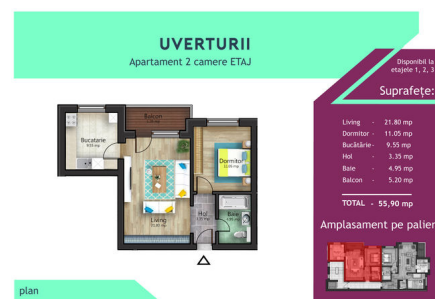 UVERTURII
Apartament 2 camere ETAJ
Disponibil la
etajele 1, 2, 3
Suprafețe:
Living - 21.80 mp
Dormitor - 11.05 mp
Bucătărie- 9.55 mp
Hol - 3.35 mp
Baie - 4.95 mp
Balcon - 5.20 mp
TOTAL - 55,90 mp
Amplasament pe palier
Balcon
Bucatarie
Dormitor
Living
Hol
Baie
plan